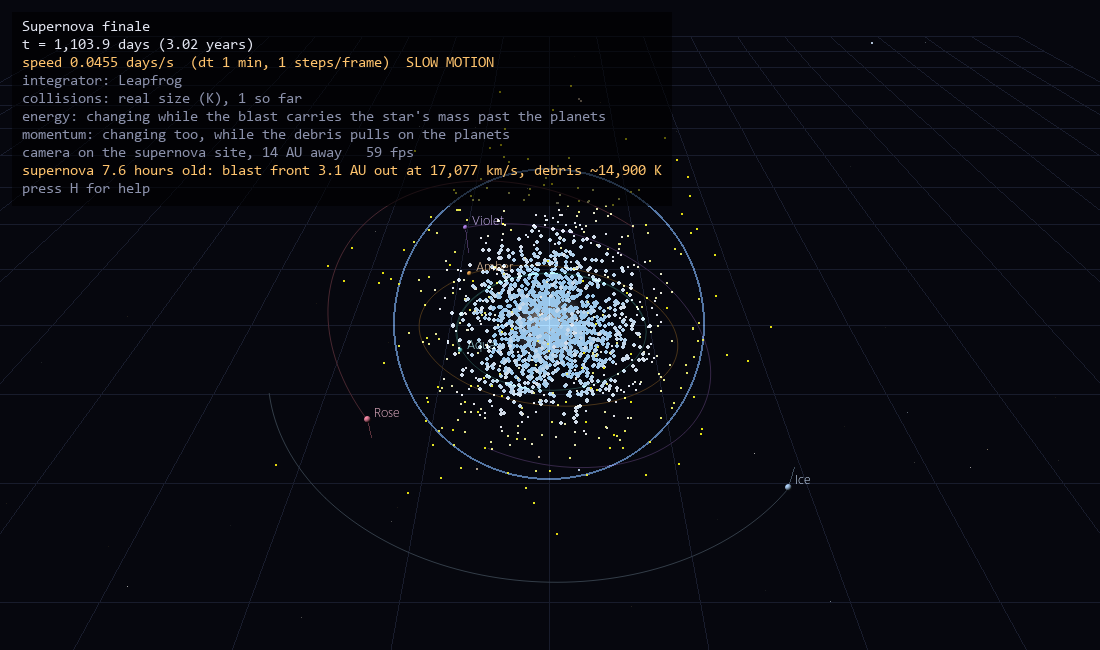 Supernova finale
t = 1,103.9 days (3.02 years)
speed 0.0455 days/s  (dt 1 min, 1 steps/frame)  SLOW MOTION
integrator: Leapfrog
collisions: real size (K), 1 so far
energy: changing while the blast carries the star's mass past the planets
momentum: changing too, while the debris pulls on the planets
camera on the supernova site, 14 AU away   59 fps
supernova 7.6 hours old: blast front 3.1 AU out at 17,077 km/s, debris ~14,900 K
press H for help
Violet
Amber
Rose
Ice